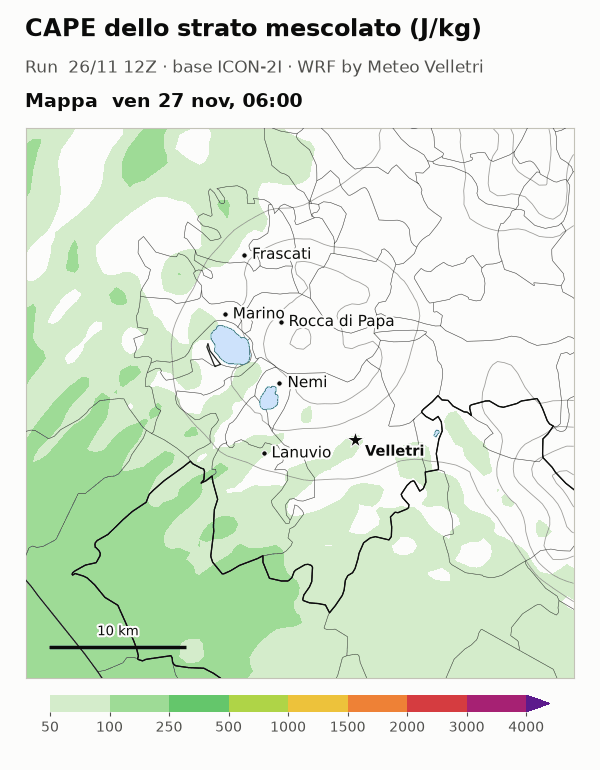 CAPE dello strato mescolato (J/kg)
Run  26/11 12Z · base ICON-2I · WRF by Meteo Velletri
Mappa  ven 27 nov, 06:00
Frascati
Marino
Rocca di Papa
Nemi
Velletri
Lanuvio
10 km
50 100 250 500 1000 1500 2000 3000 4000